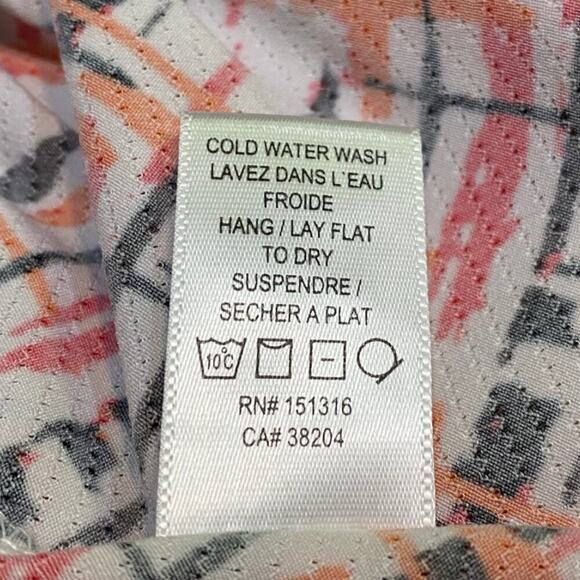 COLD WATER WASH
LAVEZ DANS L'EAU
FROIDE
HANG / LAY FLAT
TO DRY
SUSPENDRE /
SECHER A PLAT
10°C
RN# 151316
CA# 38204